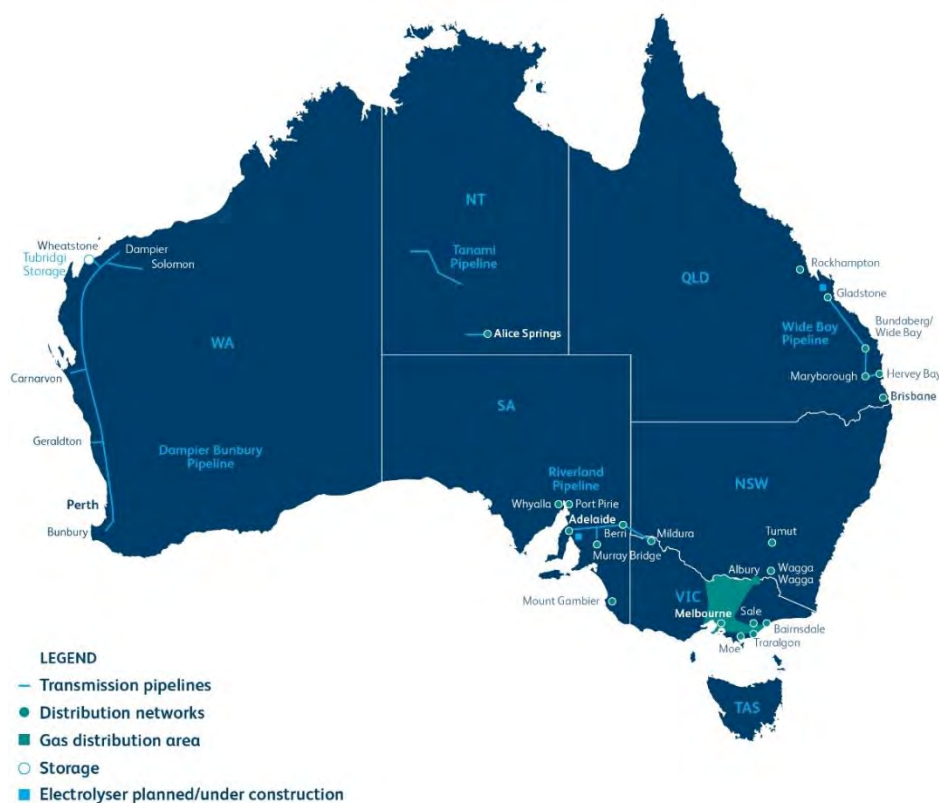 NT
Tanami
Pipeline
Wheatstone
Tubridgi
Storage
Dampier
Solomon
Rockhampton
QLD
Gladstone
Alice Springs
WA
Wide Bay
Pipeline
Bundaberg/
Wide Bay
Carnarvon
Maryborough
Hervey Bay
Brisbane
SA
Geraldton
Dampier Bunbury
Pipeline
Riverland
Pipeline
NSW
Perth
Whyalla
Port Pirie
Bunbury
Adelaide
Berri
Mildura
Tumut
Murray Bridge
Albury
Wagga
Wagga
Mount Gambier
VIC
Melbourne
Sale
Bairnsdale
Moe
Traralgon
TAS
LEGEND
Transmission pipelines
Distribution networks
Gas distribution area
Storage
Electrolyser planned/under construction